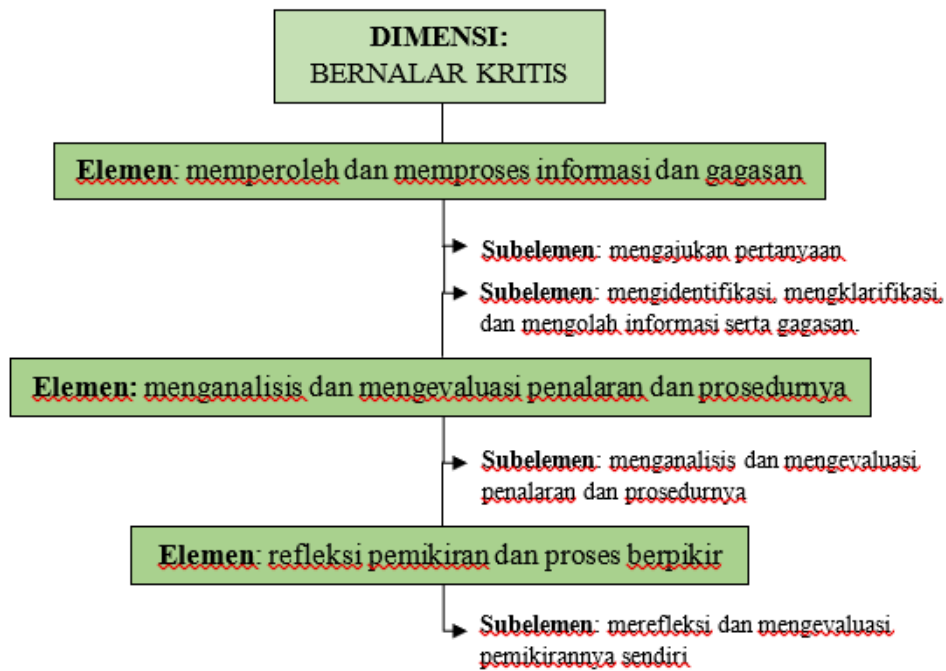 DIMENSI:
BERNALAR KRITIS
Elemen: memperoleh dan memproses informasi dan gagasan
Subelemen: mengajukan pertanyaan
Subelemen: mengidentifikasi, mengklarifikasi,
dan mengolah informasi serta gagasan.
Elemen: menganalisis dan mengevaluasi penalaran dan prosedurnya
Subelemen: menganalisis dan mengevaluasi
penalaran dan prosedurnya
Elemen: refleksi pemikiran dan proses berpikir
Subelemen: merefleksi dan mengevaluasi
pemikirannya sendiri